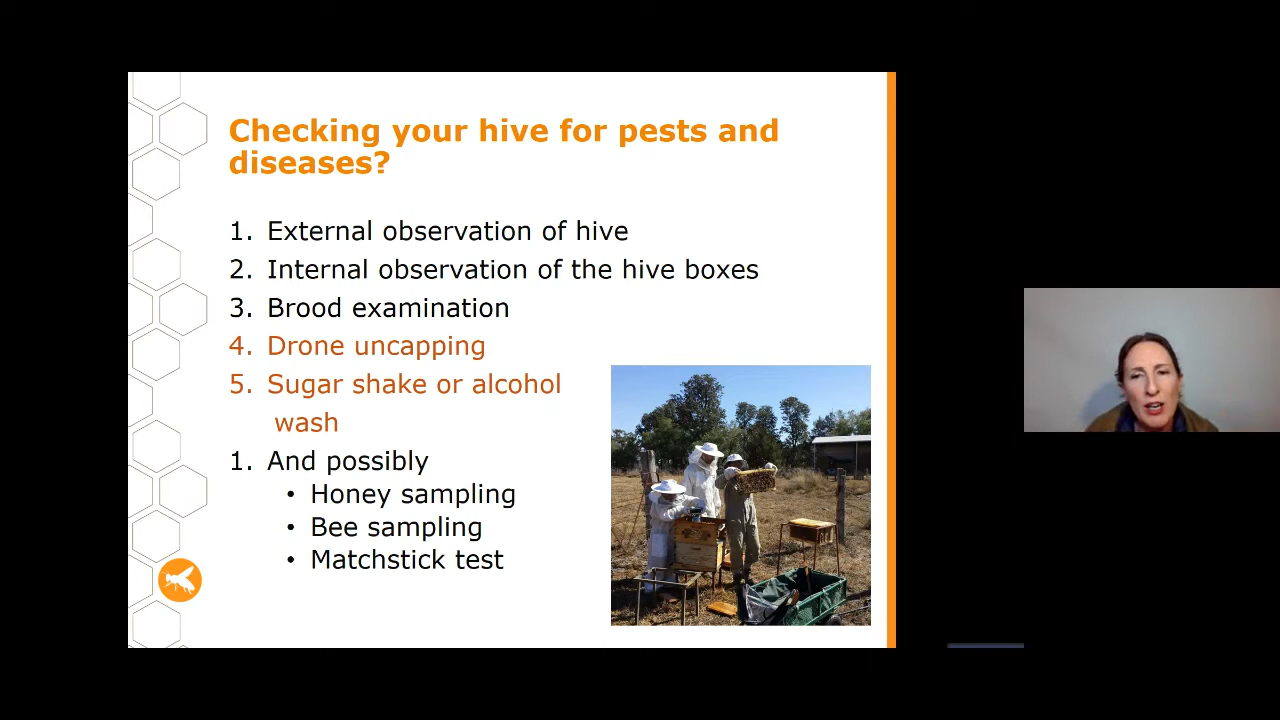 Checking your hive for pests and
diseases?
1. External observation of hive
2. Internal observation of the hive boxes
3. Brood examination
4. Drone uncapping
5. Sugar shake or alcohol
wash
1. And possibly
• Honey sampling
• Bee sampling
• Matchstick test